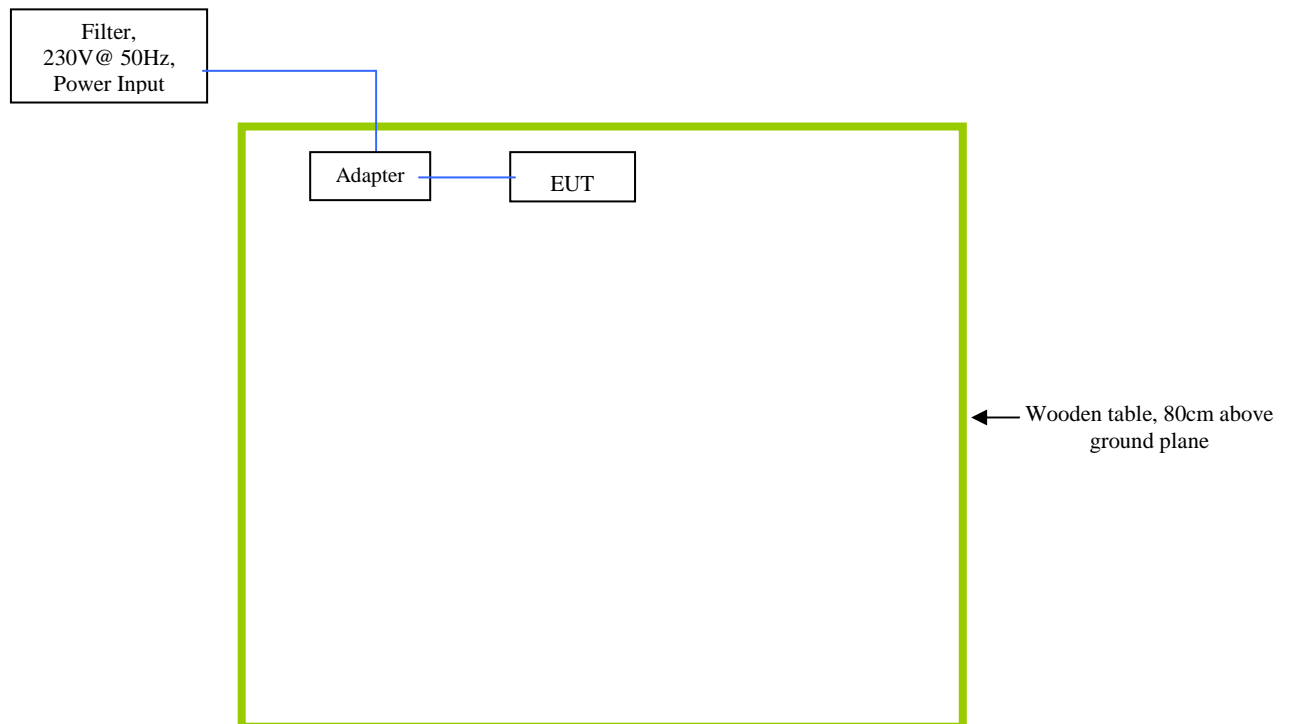 Filter,
230V@ 50Hz,
Power Input
Adapter
EUT
Wooden table, 80cm above
ground plane